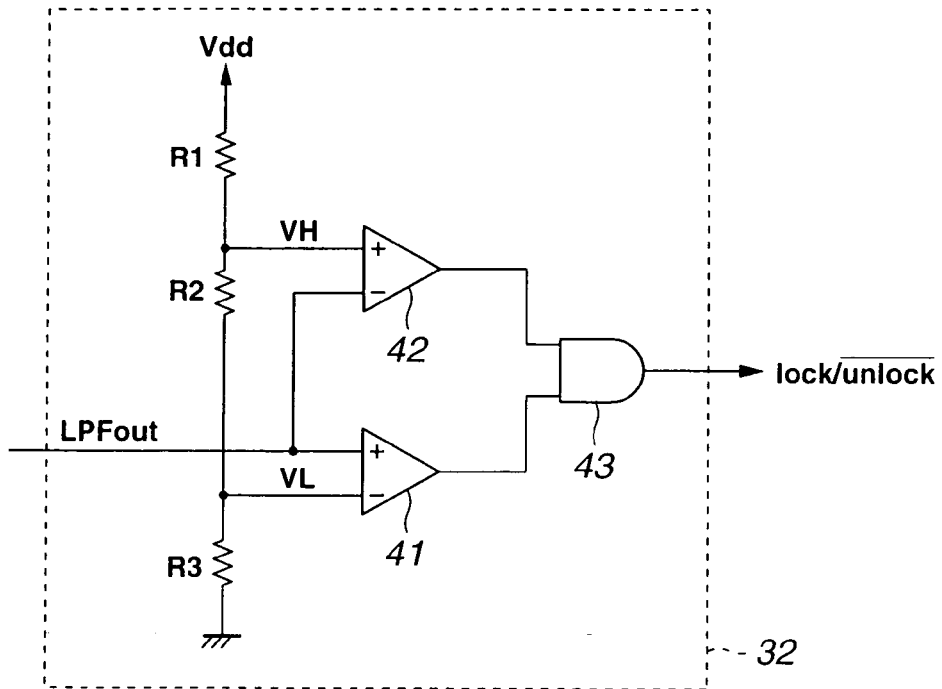 Vdd
R1
VH
+
−
R2
42
lock/unlock
43
LPFout
+
VL
−
41
R3
32